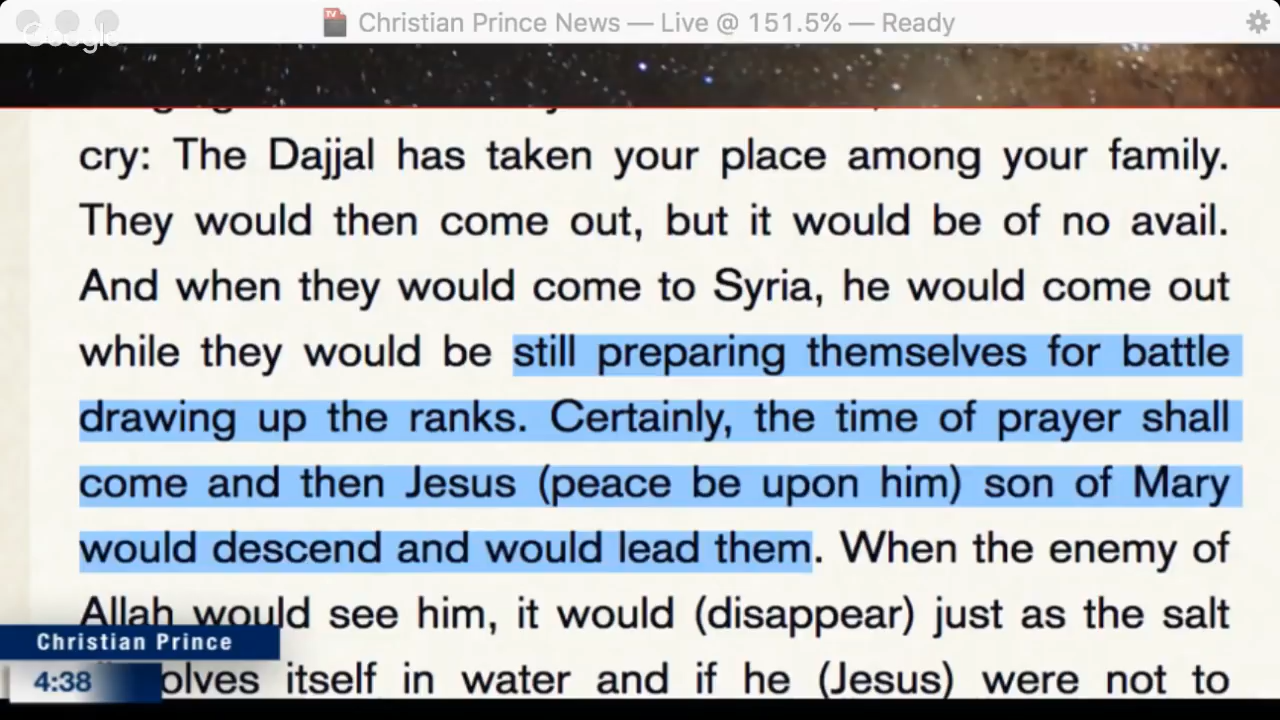 Christian Prince News — Live @ 151.5% — Ready
Google
cry: The Dajjal has taken your place among your family.
They would then come out, but it would be of no avail.
And when they would come to Syria, he would come out
while they would be still preparing themselves for battle
drawing up the ranks. Certainly, the time of prayer shall
come and then Jesus (peace be upon him) son of Mary
would descend and would lead them. When the enemy of
Allah would see him, it would (disappear) just as the salt
olves itself in water and if he (Jesus) were not to
Christian Prince
4:38